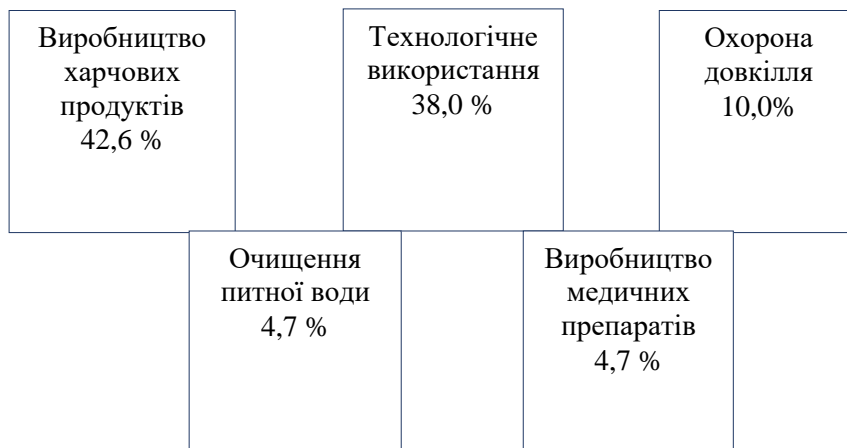 Виробництво
харчових
продуктів
42,6 %
Технологічне
використання
38,0 %
Охорона
довкілля
10,0%
Очищення
питної води
4,7 %
Виробництво
медичних
препаратів
4,7 %